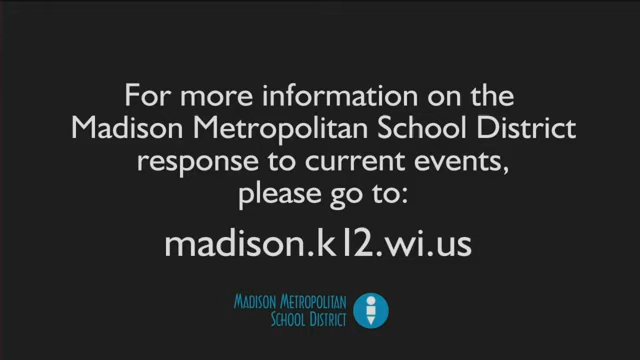 For more information on the
Madison Metropolitan School District
response to current events,
please go to:
madison.k12.wi.us
MADISON METROPOLITAN
SCHOOL DISTRICT